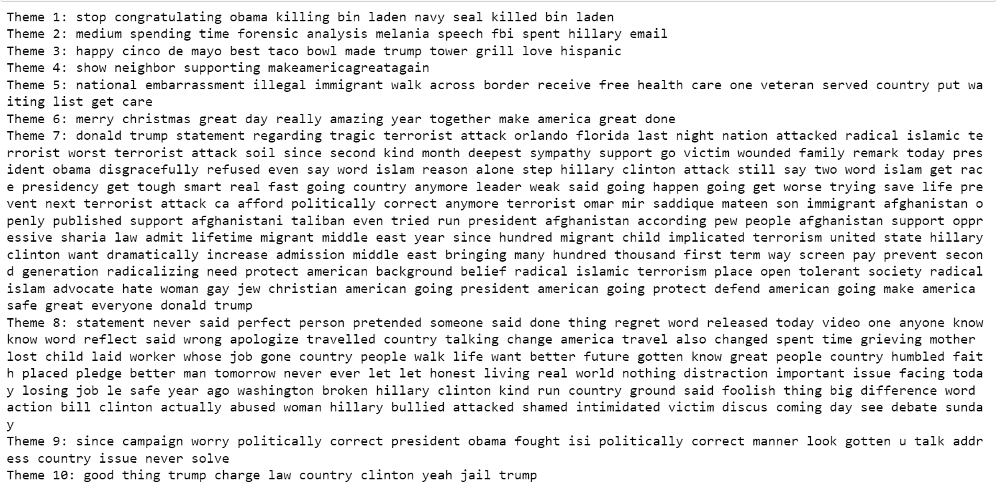 Theme 1: stop congratulating obama killing bin laden navy seal killed bin laden
Theme 2: medium spending time forensic analysis melania speech fbi spent hillary email
Theme 3: happy cinco de mayo best taco bowl made trump tower grill love hispanic
Theme 4: show neighbor supporting makeamericagreatagain
Theme 5: national embarrassment illegal immigrant walk across border receive free health care one veteran served country put wa
iting list get care
Theme 6: merry christmas great day really amazing year together make america great done
Theme 7: donald trump statement regarding tragic terrorist attack orlando florida last night nation attacked radical islamic te
rrorist worst terrorist attack soil since second kind month deepest sympathy support go victim wounded family remark today pres
ident obama disgracefully refused even say word islam reason alone step hillary clinton attack still say two word islam get rac
e presidency get tough smart real fast going country anymore leader weak said going happen going get worse trying save life pre
vent next terrorist attack ca afford politically correct anymore terrorist omar mir saddique mateen son immigrant afghanistan o
penly published support afghanistani taliban even tried run president afghanistan according pew people afghanistan support oppr
essive sharia law admit lifetime migrant middle east year since hundred migrant child implicated terrorism united state hillary
clinton want dramatically increase admission middle east bringing many hundred thousand first term way screen pay prevent secon
d generation radicalizing need protect american background belief radical islamic terrorism place open tolerant society radical
islam advocate hate woman gay jew christian american going president american going protect defend american going make america
safe great everyone donald trump
Theme 8: statement never said perfect person pretended someone said done thing regret word released today video one anyone know
know word reflect said wrong apologize travelled country talking change america travel also changed spent time grieving mother
lost child laid worker whose job gone country people walk life want better future gotten know great people country humbled fait
h placed pledge better man tomorrow never ever let let honest living real world nothing distraction important issue facing toda
y losing job le safe year ago washington broken hillary clinton kind run country ground said foolish thing big difference word
action bill clinton actually abused woman hillary bullied attacked shamed intimidated victim discus coming day see debate sunda
y
Theme 9: since campaign worry politically correct president obama fought isi politically correct manner look gotten u talk addr
ess country issue never solve
Theme 10: good thing trump charge law country clinton yeah jail trump